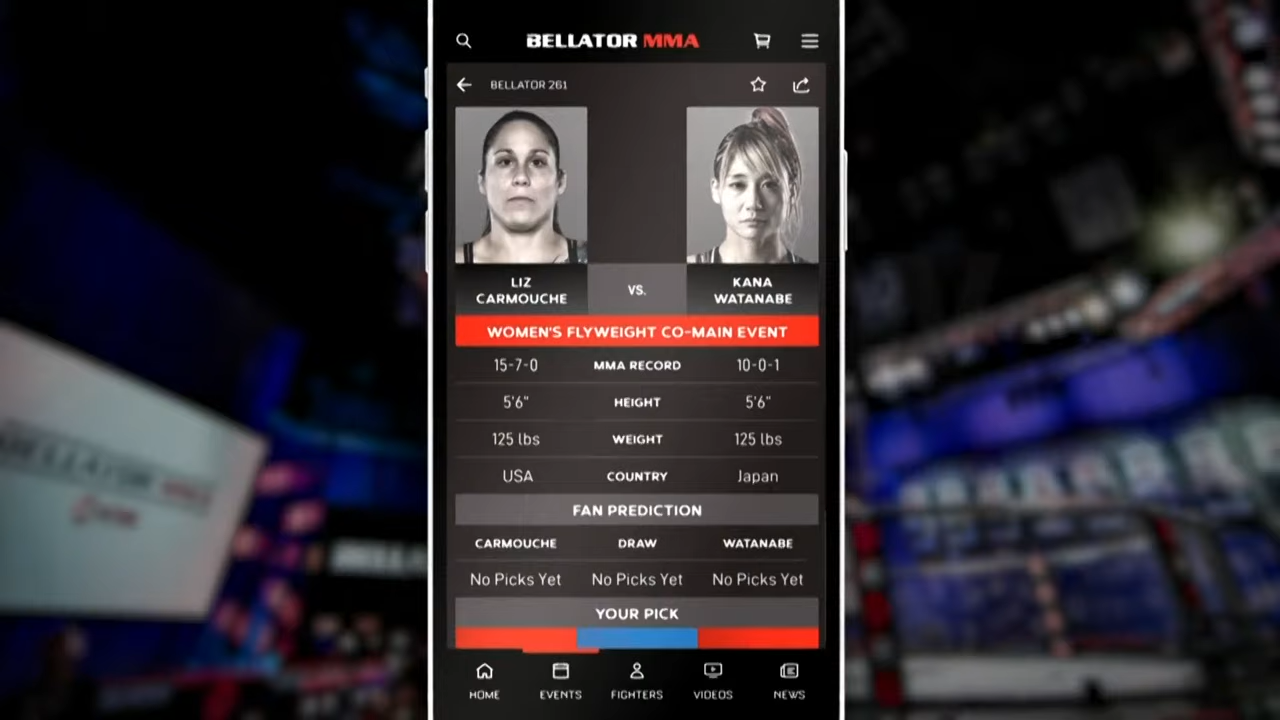 BELLATOR MMA
BELLATOR 261
LIZ CARMOUCHE
VS.
KANA WATANABE
WOMEN'S FLYWEIGHT CO-MAIN EVENT
15-7-0 MMA RECORD 10-0-1
5'6" HEIGHT 5'6"
125 lbs WEIGHT 125 lbs
USA COUNTRY Japan
FAN PREDICTION
CARMOUCHE DRAW WATANABE
No Picks Yet No Picks Yet No Picks Yet
YOUR PICK
HOME EVENTS FIGHTERS VIDEOS NEWS
BELLATOR MMA